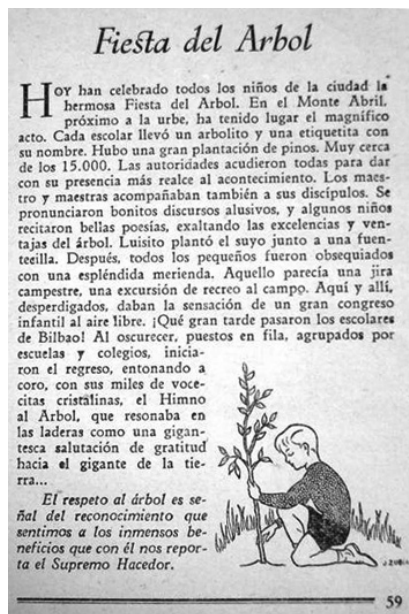 Fiesta del Arbol
HOY han celebrado todos los niños de la ciudad la
hermosa Fiesta del Arbol. En el Monte Abril,
próximo a la urbe, ha tenido lugar el magnífico
acto. Cada escolar llevó un arbolito y una etiquetita con
su nombre. Hubo una gran plantación de pinos. Muy cerca
de los 15.000. Las autoridades acudieron todas para dar
con su presencia más realce al acontecimiento. Los maes-
tro y maestras acompañaban también a sus discípulos. Se
pronunciaron bonitos discursos alusivos, y algunos niños
recitaron bellas poesías, exaltando las excelencias y ven-
tajas del árbol. Luisito plantó el suyo junto a una fuen-
tecilla. Después, todos los pequeños fueron obsequiados
con una espléndida merienda. Aquello parecía una jira
campestre, una excursión de recreo al campo. Aquí y allí,
desperdigados, daban la sensación de un gran congreso
infantil al aire libre. ¡Qué gran tarde pasaron los escolares
de Bilbao! Al oscurecer, puestos en fila, agrupados por
escuelas y colegios, inicia-
ron el regreso, entonando a
coro, con sus miles de voce-
citas cristalinas, el Himno
al Arbol, que resonaba en
las laderas como una gigan-
tesca salutación de gratitud
hacia el gigante de la tie-
rra...
El respeto al árbol es se-
ñal del reconocimiento que
sentimos a los inmensos be-
neficios que con él nos repor-
ta el Supremo Hacedor.
J. ZUBIA
59